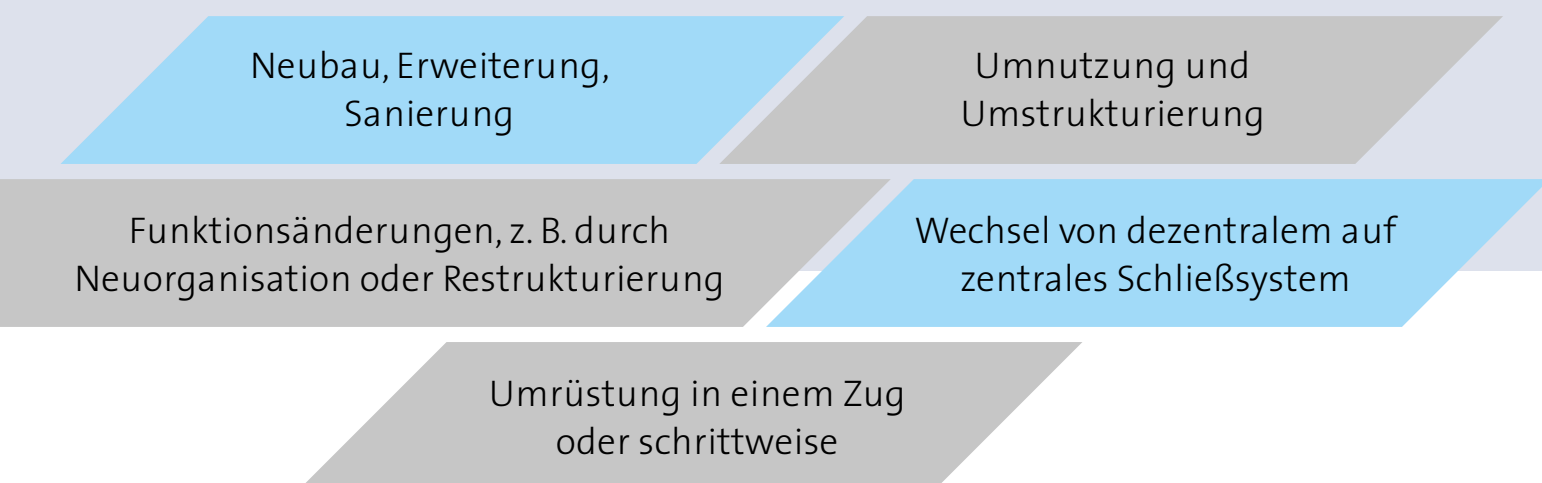 Neubau, Erweiterung,
Sanierung
Umnutzung und
Umstrukturierung
Funktionsänderungen, z. B. durch
Neuorganisation oder Restrukturierung
Wechsel von dezentralem auf
zentrales Schließsystem
Umrüstung in einem Zug
oder schrittweise